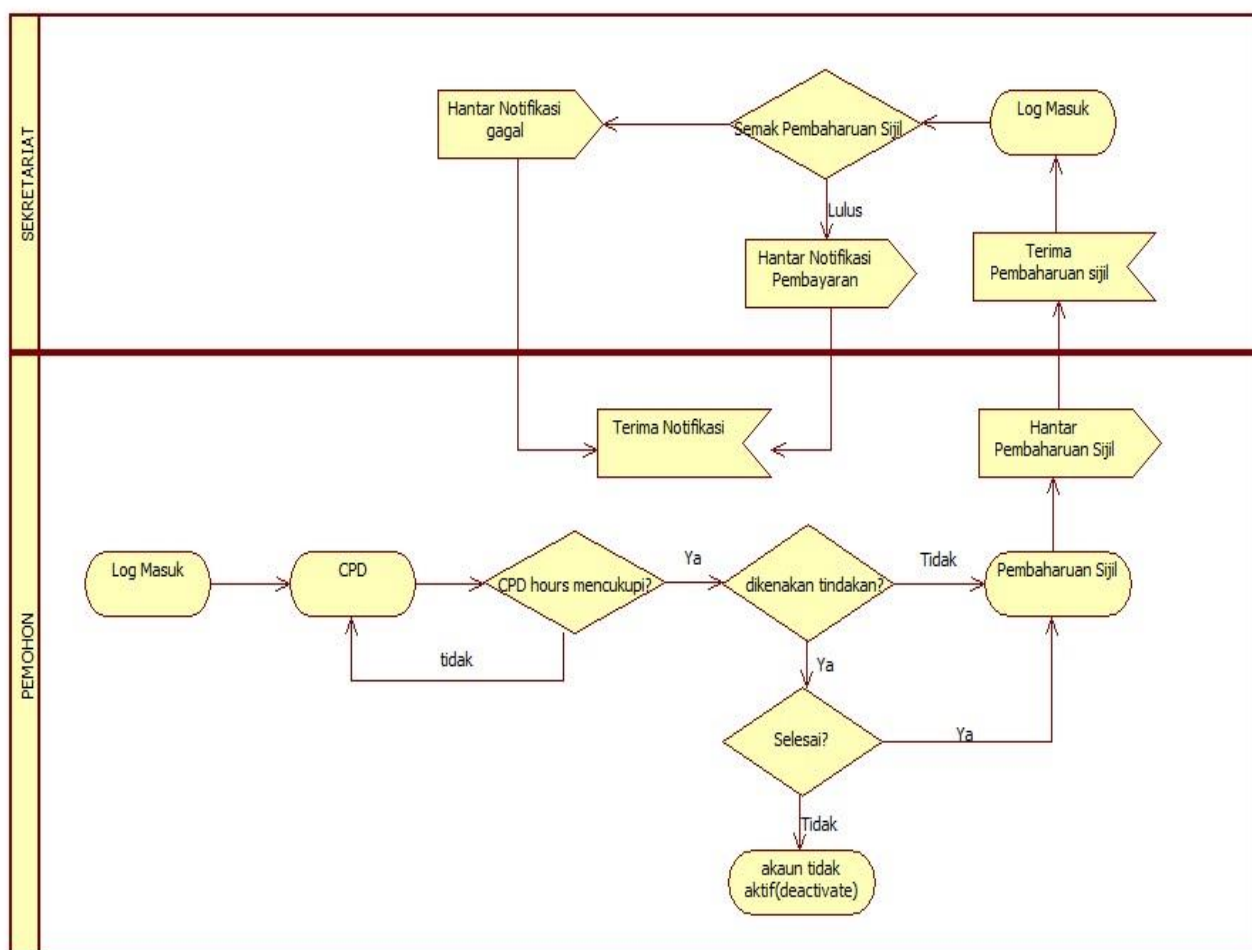 SEKRETARIAT
Hantar Notifikasi
gagal
Semak Pembaharuan Sijil
Log Masuk
Lulus
Hantar Notifikasi
Pembayaran
Terima
Pembaharuan sijil
PEMOHON
Terima Notifikasi
Hantar
Pembaharuan Sijil
Log Masuk
CPD
CPD hours mencukupi?
Ya
dikenakan tindakan?
Tidak
Pembaharuan Sijil
tidak
Ya
Selesai?
Ya
Tidak
akaun tidak
aktif(deactivate)